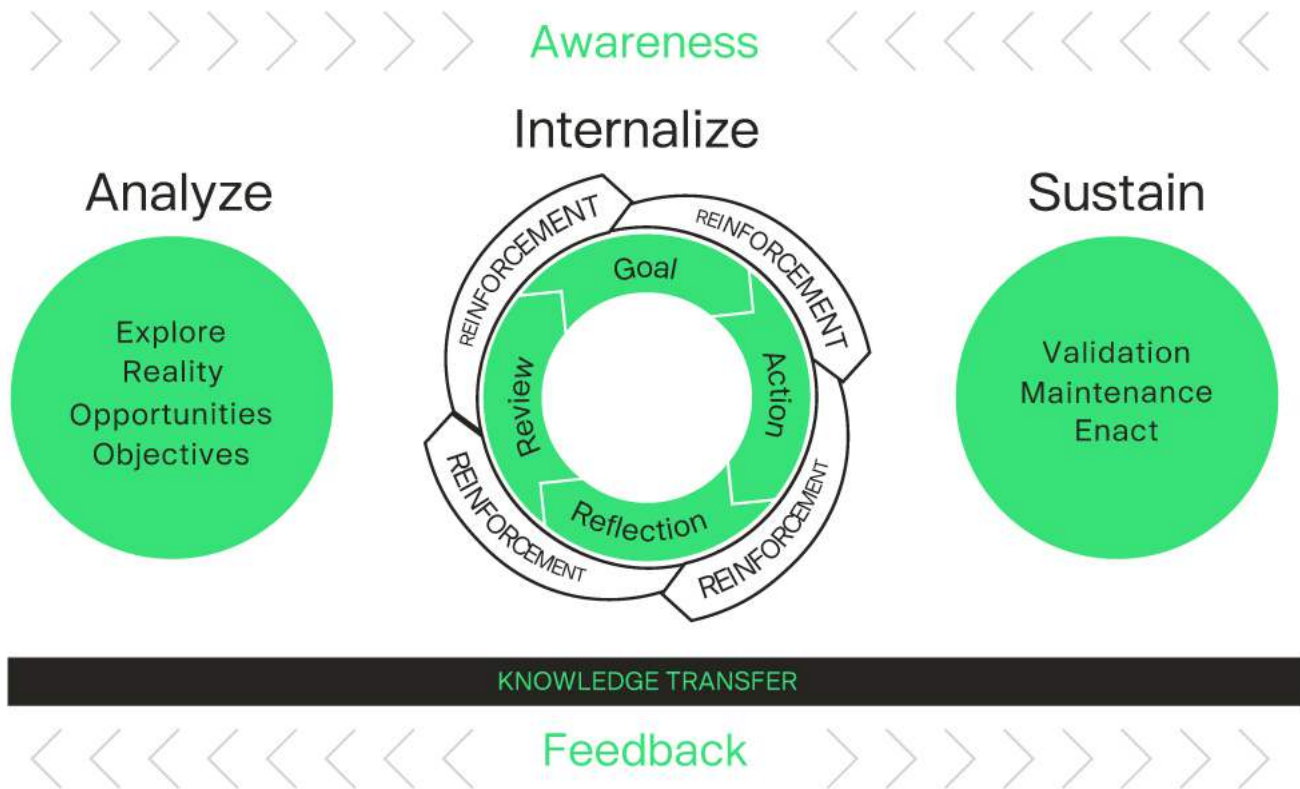 Awareness
Internalize
Analyze
Sustain
REINFORCEMENT
REINFORCEMENT
REINFORCEMENT
REINFORCEMENT
Goal
Action
Reflection
Review
Explore
Reality
Opportunities
Objectives
Validation
Maintenance
Enact
KNOWLEDGE TRANSFER
Feedback